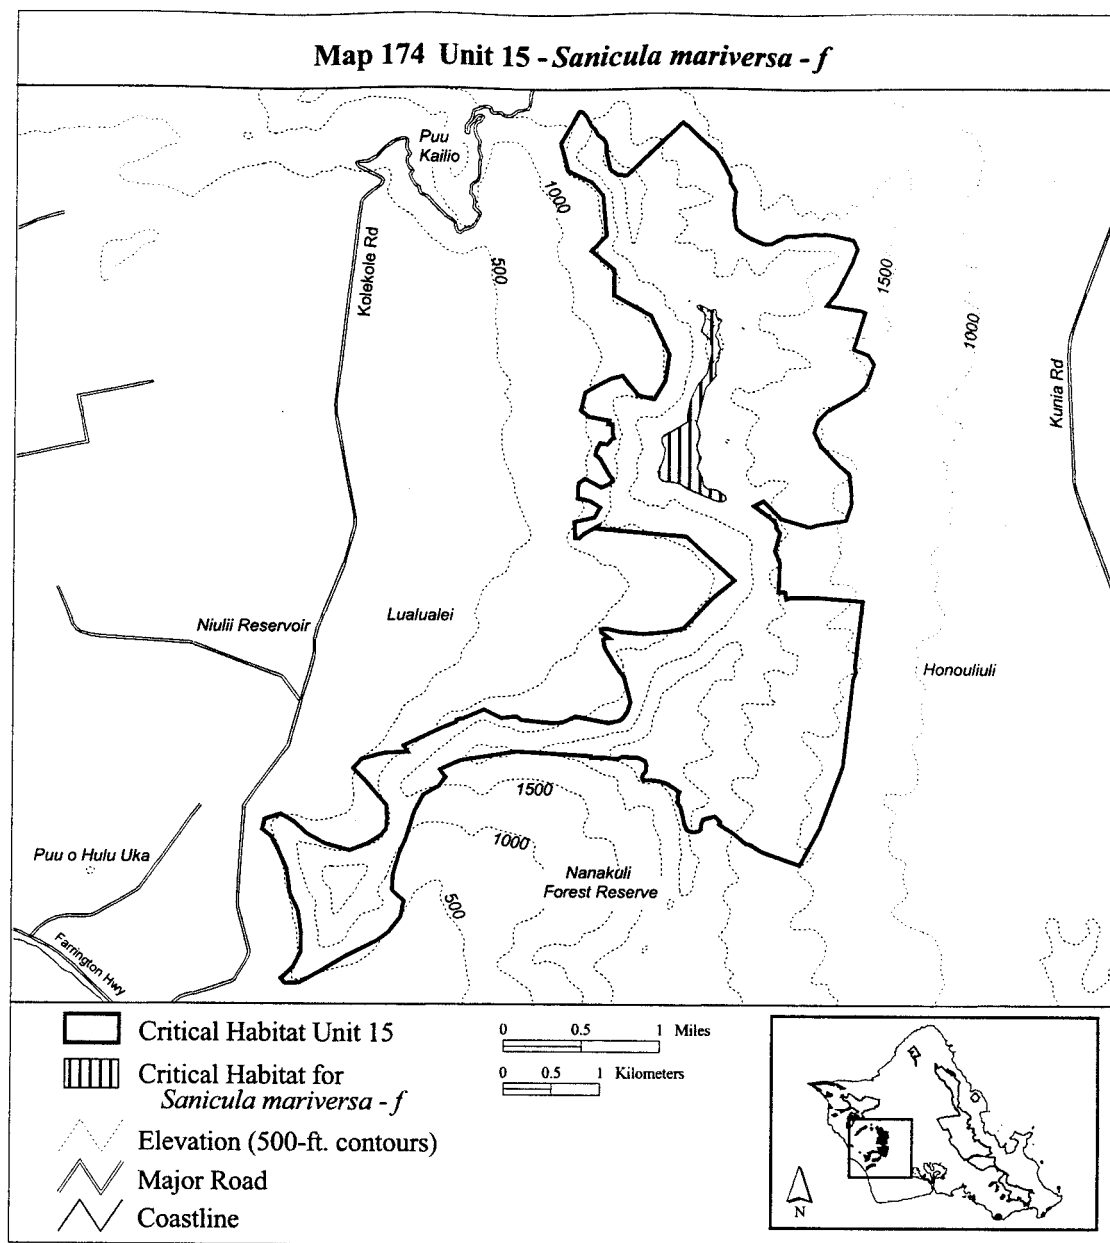 Map 174 Unit 15 - Sanicula mariversa - f
Puu
Kailio
1000
500
Kolekole Rd
1500
1000
Kunia Rd
Niulii Reservoir
Lualualei
Honouliuli
1500
1000
500
Puu o Hulu Uka
Nanakuli
Forest Reserve
Farrington Hwy
Critical Habitat Unit 15
Critical Habitat for
Sanicula mariversa - f
Elevation (500-ft. contours)
Major Road
Coastline
0 0.5 1 Miles
0 0.5 1 Kilometers
N